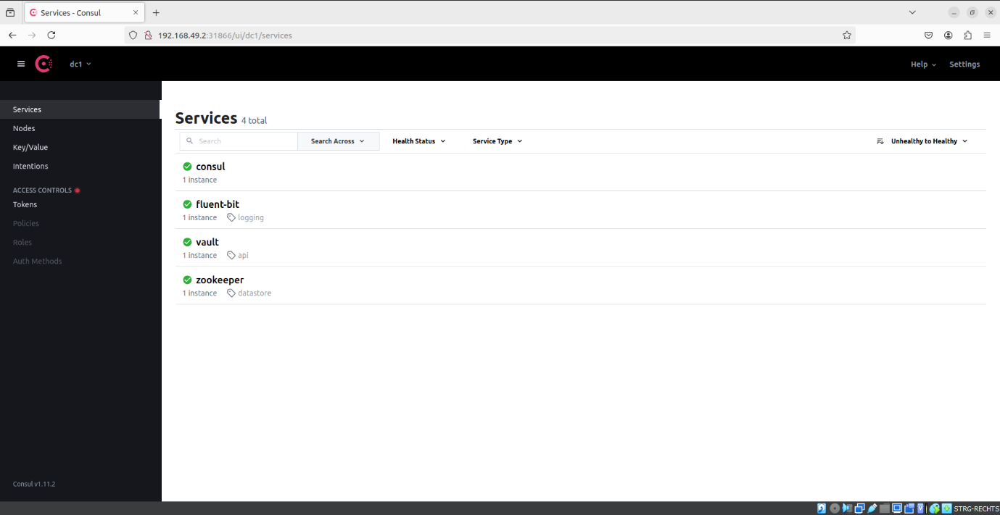 Services - Consul
192.168.49.2:31866/ui/dc1/services
dc1
Help
Settings
Services
Nodes
Key/Value
Intentions
ACCESS CONTROLS
Tokens
Policies
Roles
Auth Methods
Consul v1.11.2
Services 4 total
Search
Search Across
Health Status
Service Type
Unhealthy to Healthy
consul
1 instance
fluent-bit
1 instance logging
vault
1 instance api
zookeeper
1 instance datastore
STRG-RECHTS